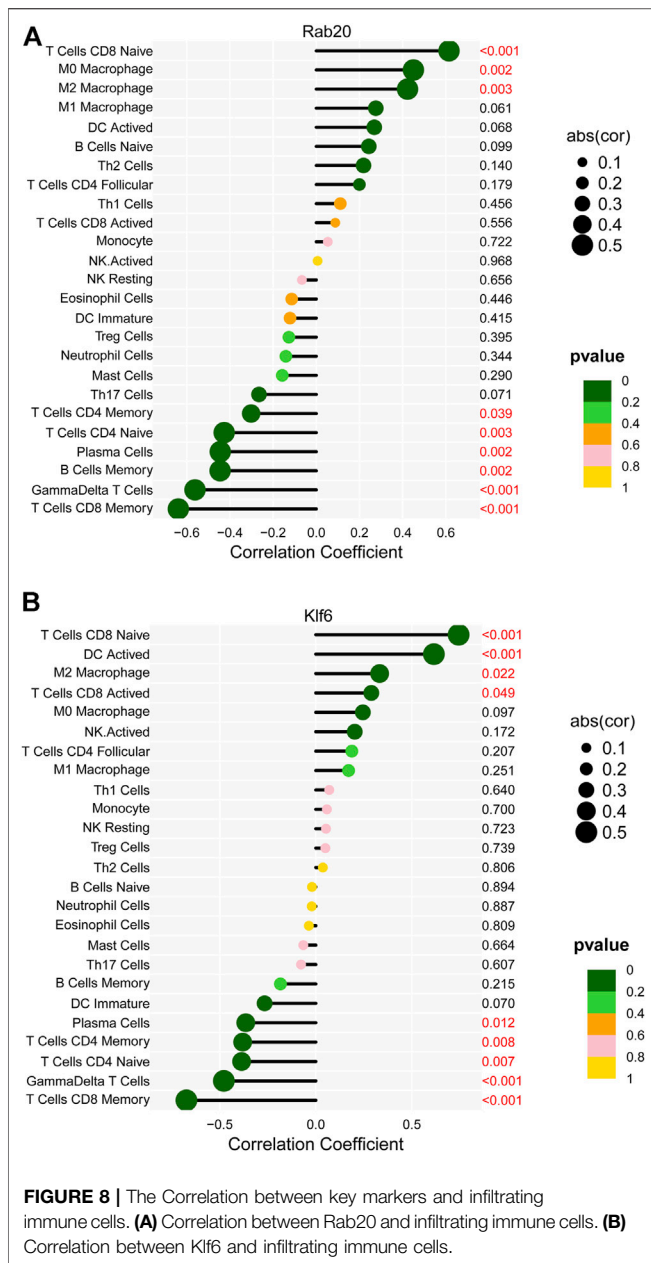 A
Rab20
T Cells CD8 Naive <0.001
M0 Macrophage 0.002
M2 Macrophage 0.003
M1 Macrophage 0.061
DC Actived 0.068
B Cells Naive 0.099
Th2 Cells 0.140
T Cells CD4 Follicular 0.179
Th1 Cells 0.456
T Cells CD8 Actived 0.556
Monocyte 0.722
NK.Actived 0.968
NK Resting 0.656
Eosinophil Cells 0.446
DC Immature 0.415
Treg Cells 0.395
Neutrophil Cells 0.344
Mast Cells 0.290
Th17 Cells 0.071
T Cells CD4 Memory 0.039
T Cells CD4 Naive 0.003
Plasma Cells 0.002
B Cells Memory 0.002
GammaDelta T Cells <0.001
T Cells CD8 Memory <0.001
−0.6 −0.4 −0.2 0.0 0.2 0.4 0.6
Correlation Coefficient
abs(cor)
0.1
0.2
0.3
0.4
0.5
pvalue
0
0.2
0.4
0.6
0.8
1
B
Klf6
T Cells CD8 Naive <0.001
DC Actived <0.001
M2 Macrophage 0.022
T Cells CD8 Actived 0.049
M0 Macrophage 0.097
NK.Actived 0.172
T Cells CD4 Follicular 0.207
M1 Macrophage 0.251
Th1 Cells 0.640
Monocyte 0.700
NK Resting 0.723
Treg Cells 0.739
Th2 Cells 0.806
B Cells Naive 0.894
Neutrophil Cells 0.887
Eosinophil Cells 0.809
Mast Cells 0.664
Th17 Cells 0.607
B Cells Memory 0.215
DC Immature 0.070
Plasma Cells 0.012
T Cells CD4 Memory 0.008
T Cells CD4 Naive 0.007
GammaDelta T Cells <0.001
T Cells CD8 Memory <0.001
−0.5 0.0 0.5
Correlation Coefficient
abs(cor)
0.1
0.2
0.3
0.4
0.5
pvalue
0
0.2
0.4
0.6
0.8
1
FIGURE 8 | The Correlation between key markers and infiltrating
immune cells. (A) Correlation between Rab20 and infiltrating immune cells. (B)
Correlation between Klf6 and infiltrating immune cells.